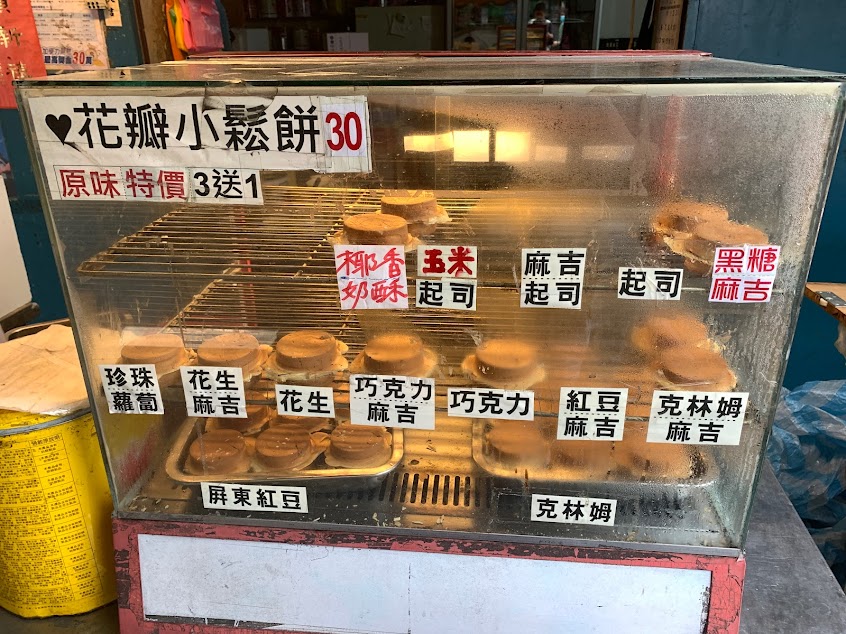 ♥花瓣小鬆餅30
原味特價3送1
椰香
奶酥
玉米
起司
麻吉
起司
起司
黑糖
麻吉
珍珠
蘿蔔
花生
麻吉
花生
巧克力
麻吉
巧克力
紅豆
麻吉
克林姆
麻吉
屏東紅豆
克林姆